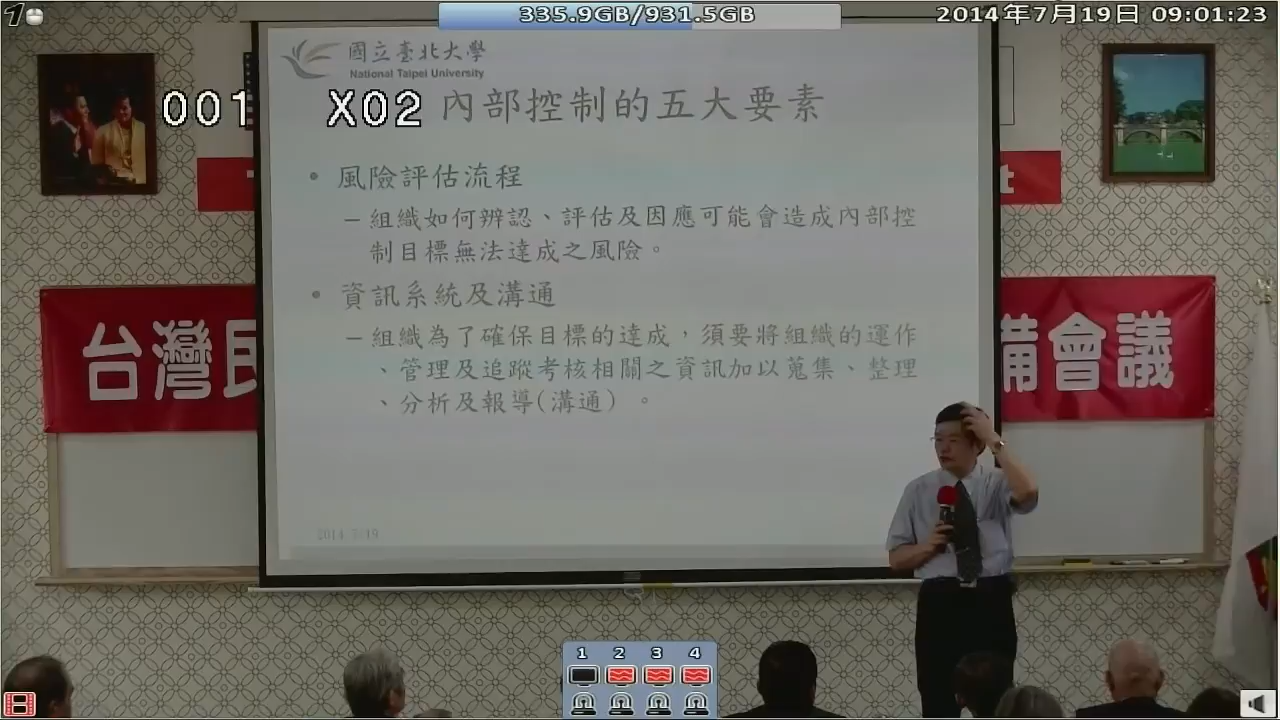 1
335.9GB/931.5GB
2014年7月19日 09:01:23
國立臺北大學
National Taipei University
001
X02
內部控制的五大要素
• 風險評估流程
– 組織如何辨認、評估及因應可能會造成內部控
制目標無法達成之風險。
• 資訊系統及溝通
– 組織為了確保目標的達成，須要將組織的運作
、管理及追蹤考核相關之資訊加以蒐集、整理
、分析及報導(溝通) 。
t
台灣民
備會議
2014/7/19
1 2 3 4